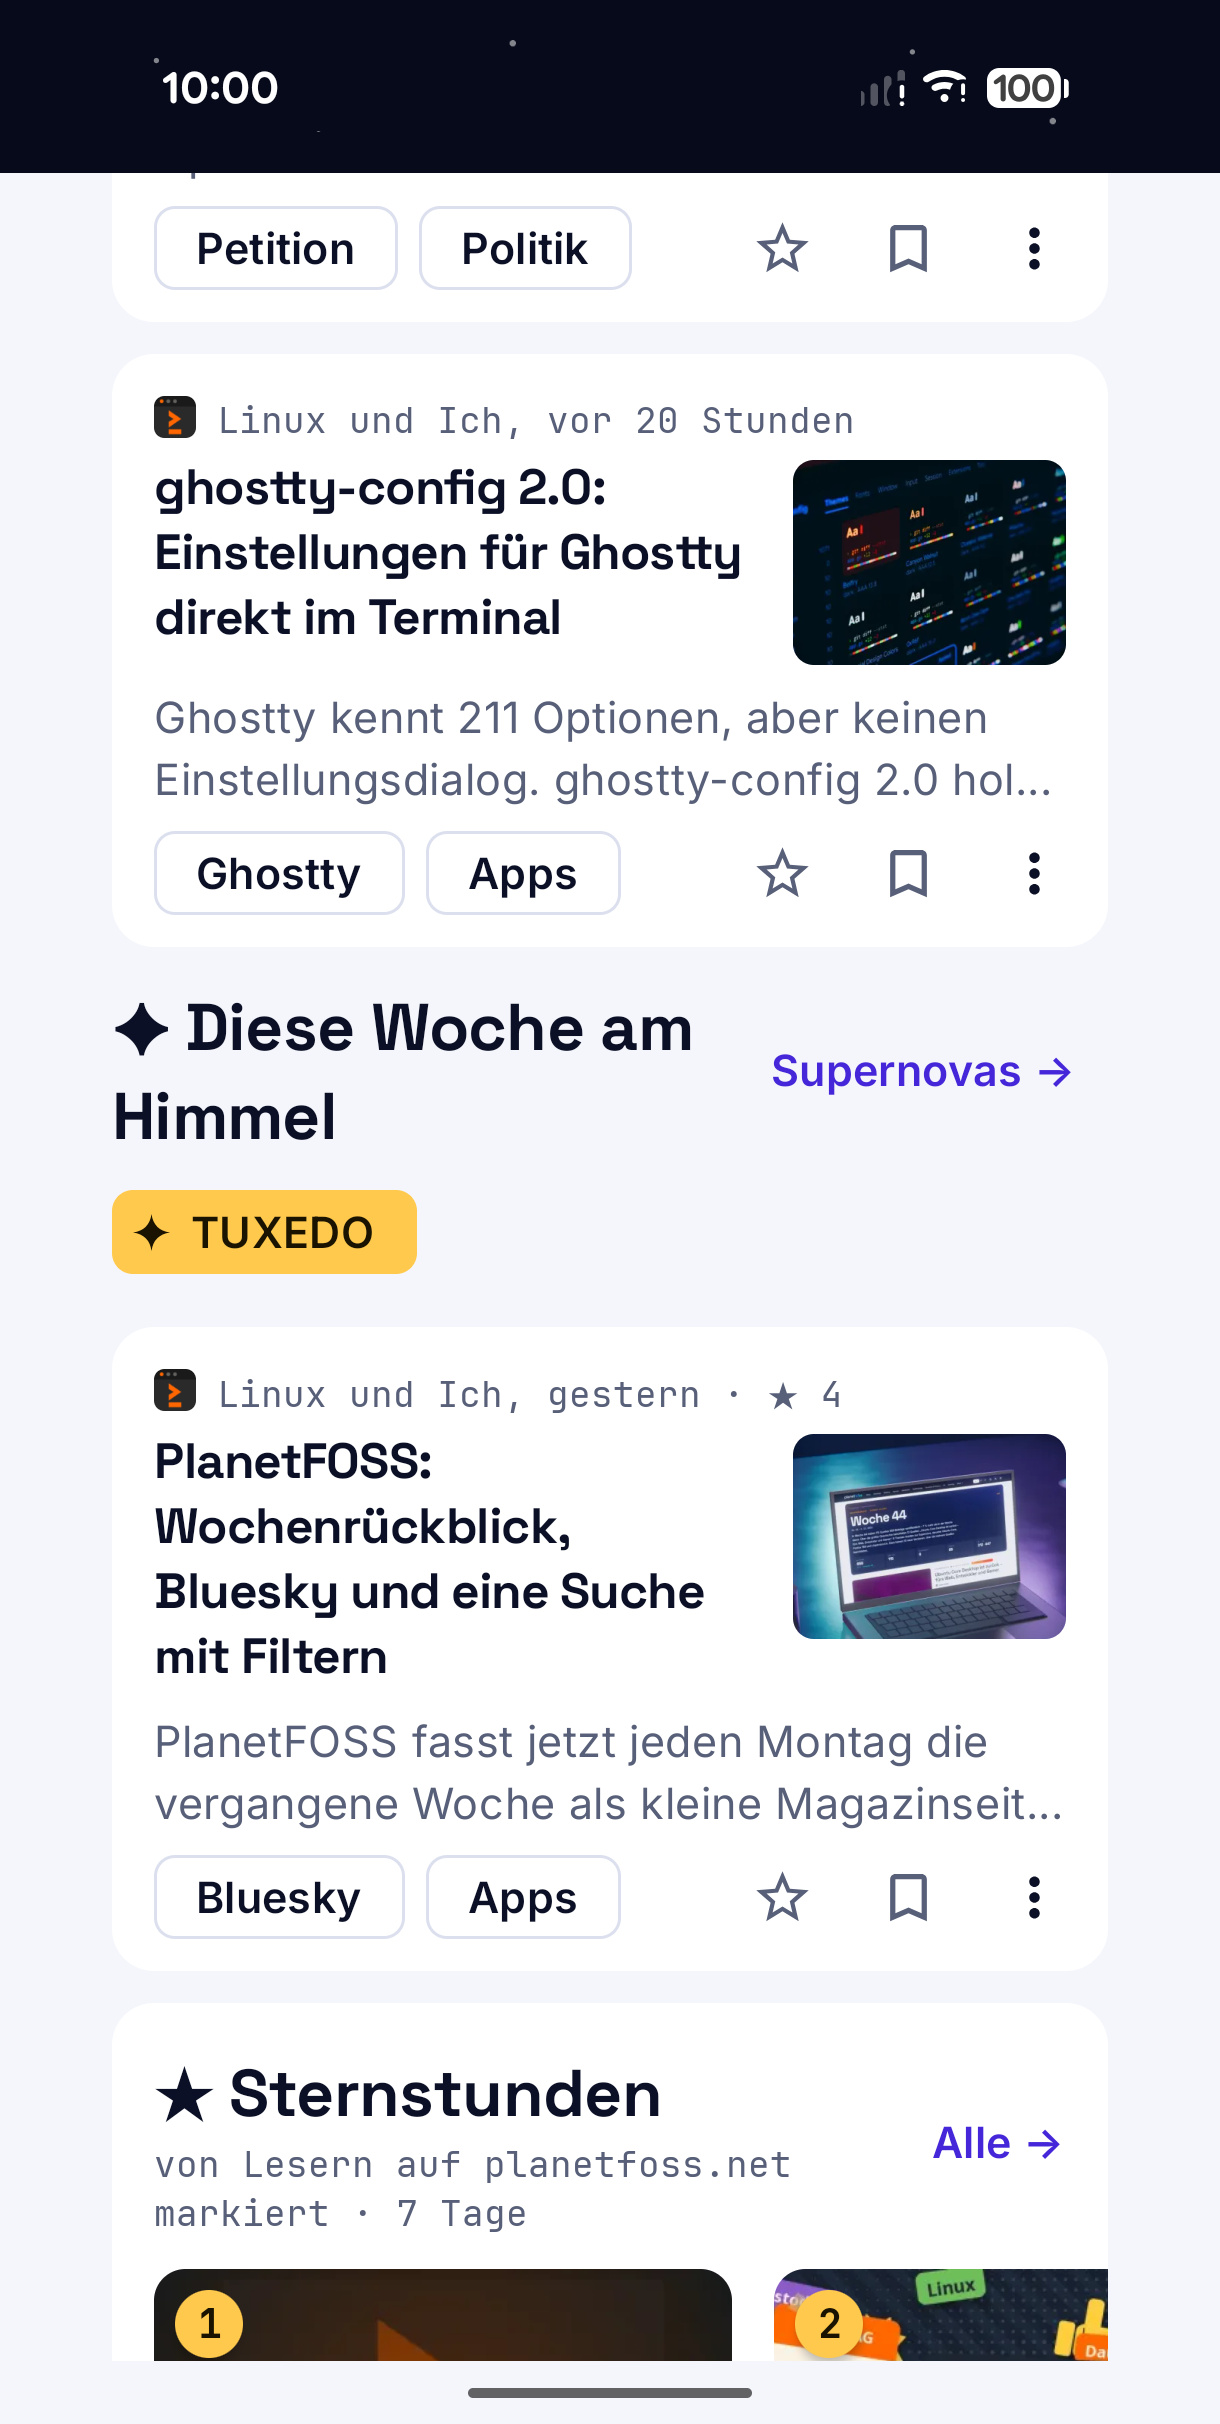 10:00
100
Petition
Politik
Linux und Ich, vor 20 Stunden
ghostty-config 2.0:
Einstellungen für Ghostty
direkt im Terminal
Ghostty kennt 211 Optionen, aber keinen
Einstellungsdialog. ghostty-config 2.0 hol...
Ghostty
Apps
✦ Diese Woche am
Himmel
Supernovas →
✦ TUXEDO
Linux und Ich, gestern · ★ 4
PlanetFOSS:
Wochenrückblick,
Bluesky und eine Suche
mit Filtern
Woche 44
PlanetFOSS fasst jetzt jeden Montag die
vergangene Woche als kleine Magazinseit...
Bluesky
Apps
★ Sternstunden
von Lesern auf planetfoss.net
markiert · 7 Tage
Alle →
1
2
Linux